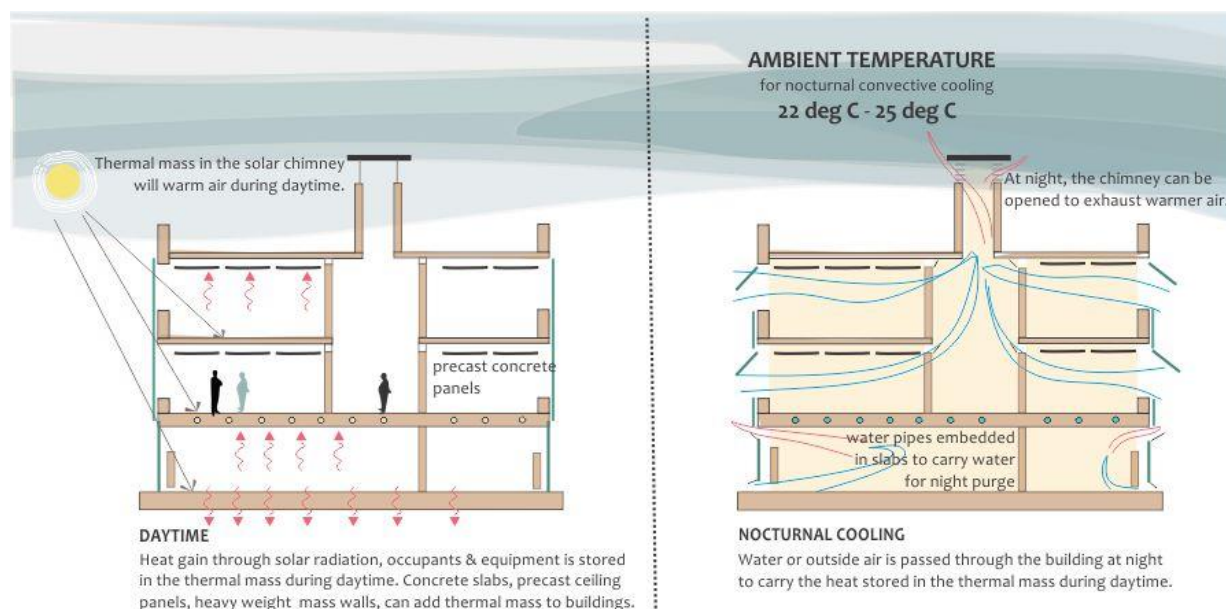 Thermal mass in the solar chimney
will warm air during daytime.
precast concrete
panels
DAYTIME
Heat gain through solar radiation, occupants & equipment is stored
in the thermal mass during daytime. Concrete slabs, precast ceiling
panels, heavy weight mass walls, can add thermal mass to buildings.
AMBIENT TEMPERATURE
for nocturnal convective cooling
22 deg C - 25 deg C
At night, the chimney can be
opened to exhaust warmer air.
water pipes embedded
in slabs to carry water
for night purge
NOCTURNAL COOLING
Water or outside air is passed through the building at night
to carry the heat stored in the thermal mass during daytime.